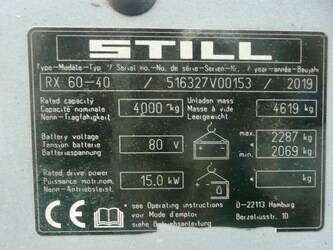 STILL
Type-Modèle-Typ / Serial no.-No. de série-Serien-Nr. / year-année-Baujahr
RX 60-40 / 516327V00153 / 2019
Rated capacity
Capacité nominale
Nenn-Tragfähigkeit
4000 kg
Unladen mass
Masse à vide
Leergewicht
4619 kg
Battery voltage
Tension batterie
Batteriespannung
80 V
max. 2287 kg
min. 2069 kg
Rated drive power
Puissance mot.nom.
Nenn-Antriebsleist.
15.0 kW
kg
CE
see Operating instructions
voir Mode d'emploi
siehe Betriebsanleitung
D-22113 Hamburg
Berzeliusstr. 10